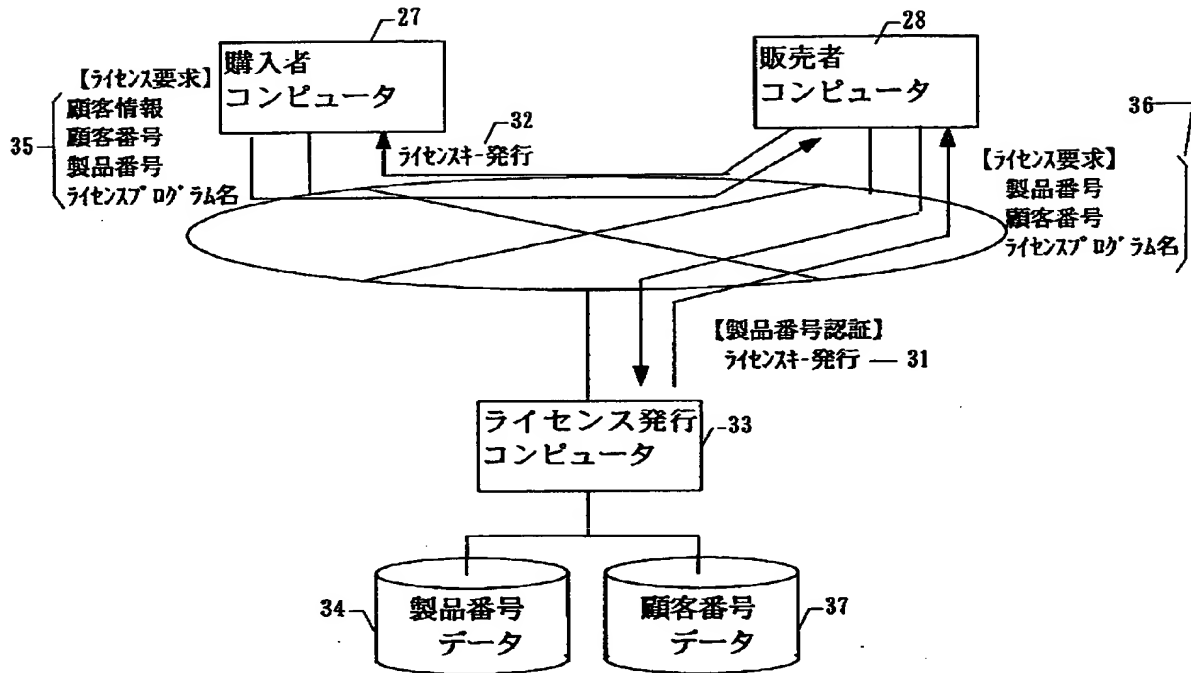 27
28
購入者
コンピュータ
販売者
コンピュータ
【ライセンス要求】
顧客情報
顧客番号
製品番号
ライセンスプログラム名
35
32
ライセンスキー発行
36
【ライセンス要求】
製品番号
顧客番号
ライセンスプログラム名
【製品番号認証】
ライセンスキー発行 — 31
ライセンス発行
コンピュータ
33
34
製品番号
データ
顧客番号
データ
37